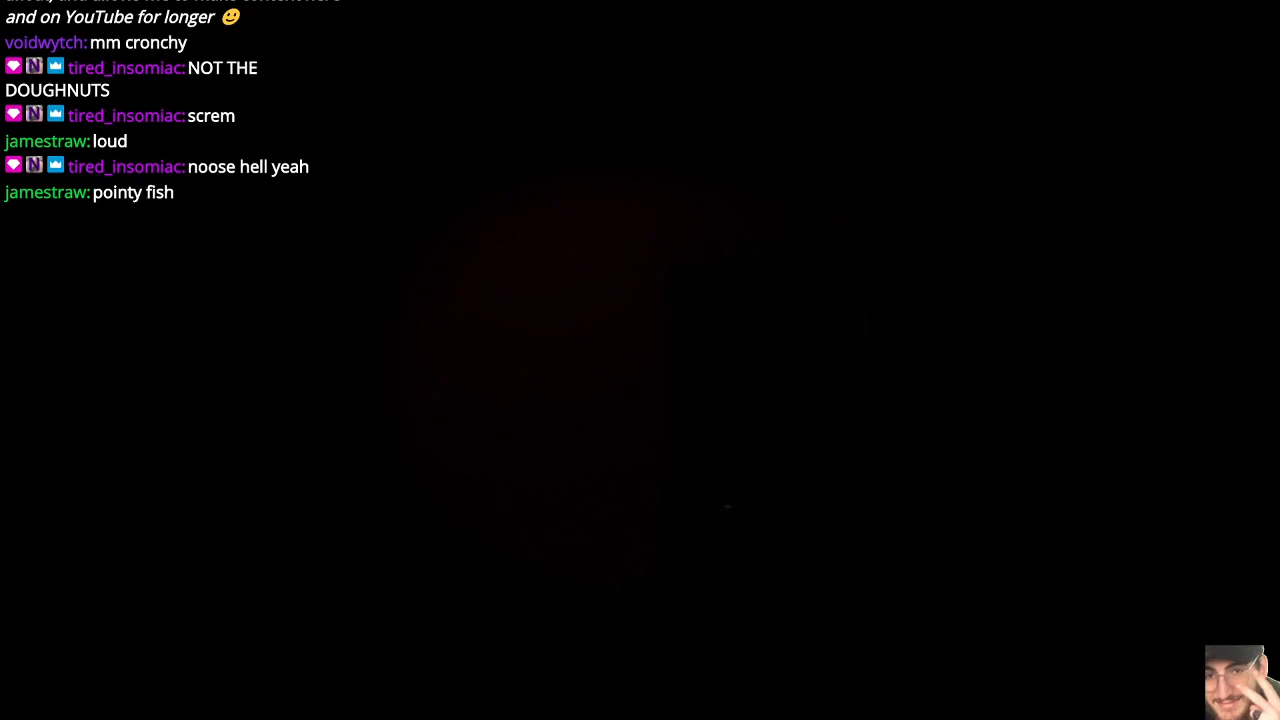 and on YouTube for longer 🙂
voidwytch: mm cronchy
tired_insomiac: NOT THE
DOUGHNUTS
tired_insomiac: screm
jamestraw: loud
tired_insomiac: noose hell yeah
jamestraw: pointy fish